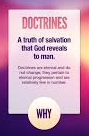 DOCTRINES
A truth of salvation
that God reveals
to man.
Doctrines are eternal and do
not change, they pertain to
eternal progression and are
relatively few in number.
WHY